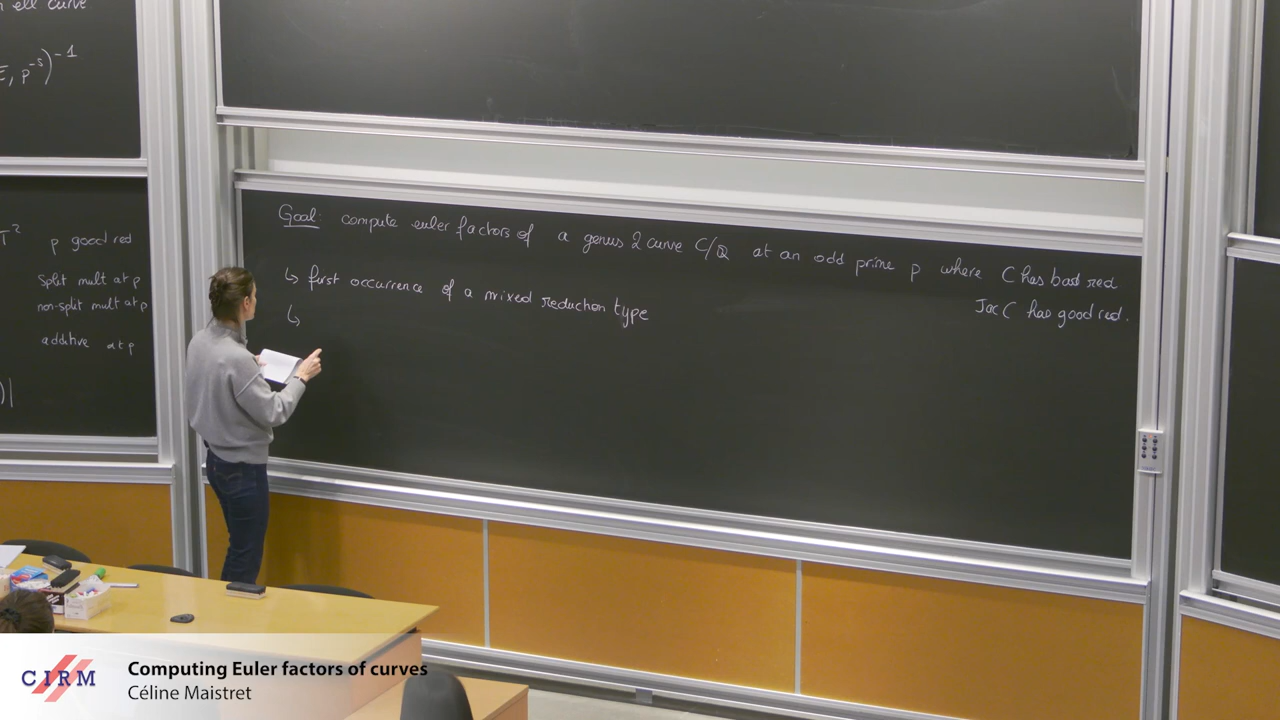 ell curve
, p^{-s})^{-1}
T^2 p good red
Split mult at p
non-split mult at p
additive at p
)|
Goal: compute euler factors of a genus 2 curve C/ℚ at an odd prime p where C has bad red
Jac C has good red.
↳ first occurrence of a mixed reduction type
↳
CIRM
Computing Euler factors of curves
Céline Maistret